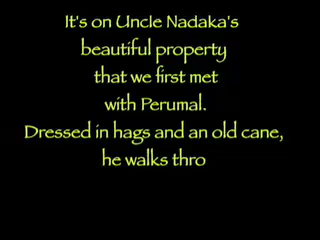 It's on Uncle Nadaka's
beautiful property
that we first met
with Perumal.
Dressed in hags and an old cane,
he walks thro